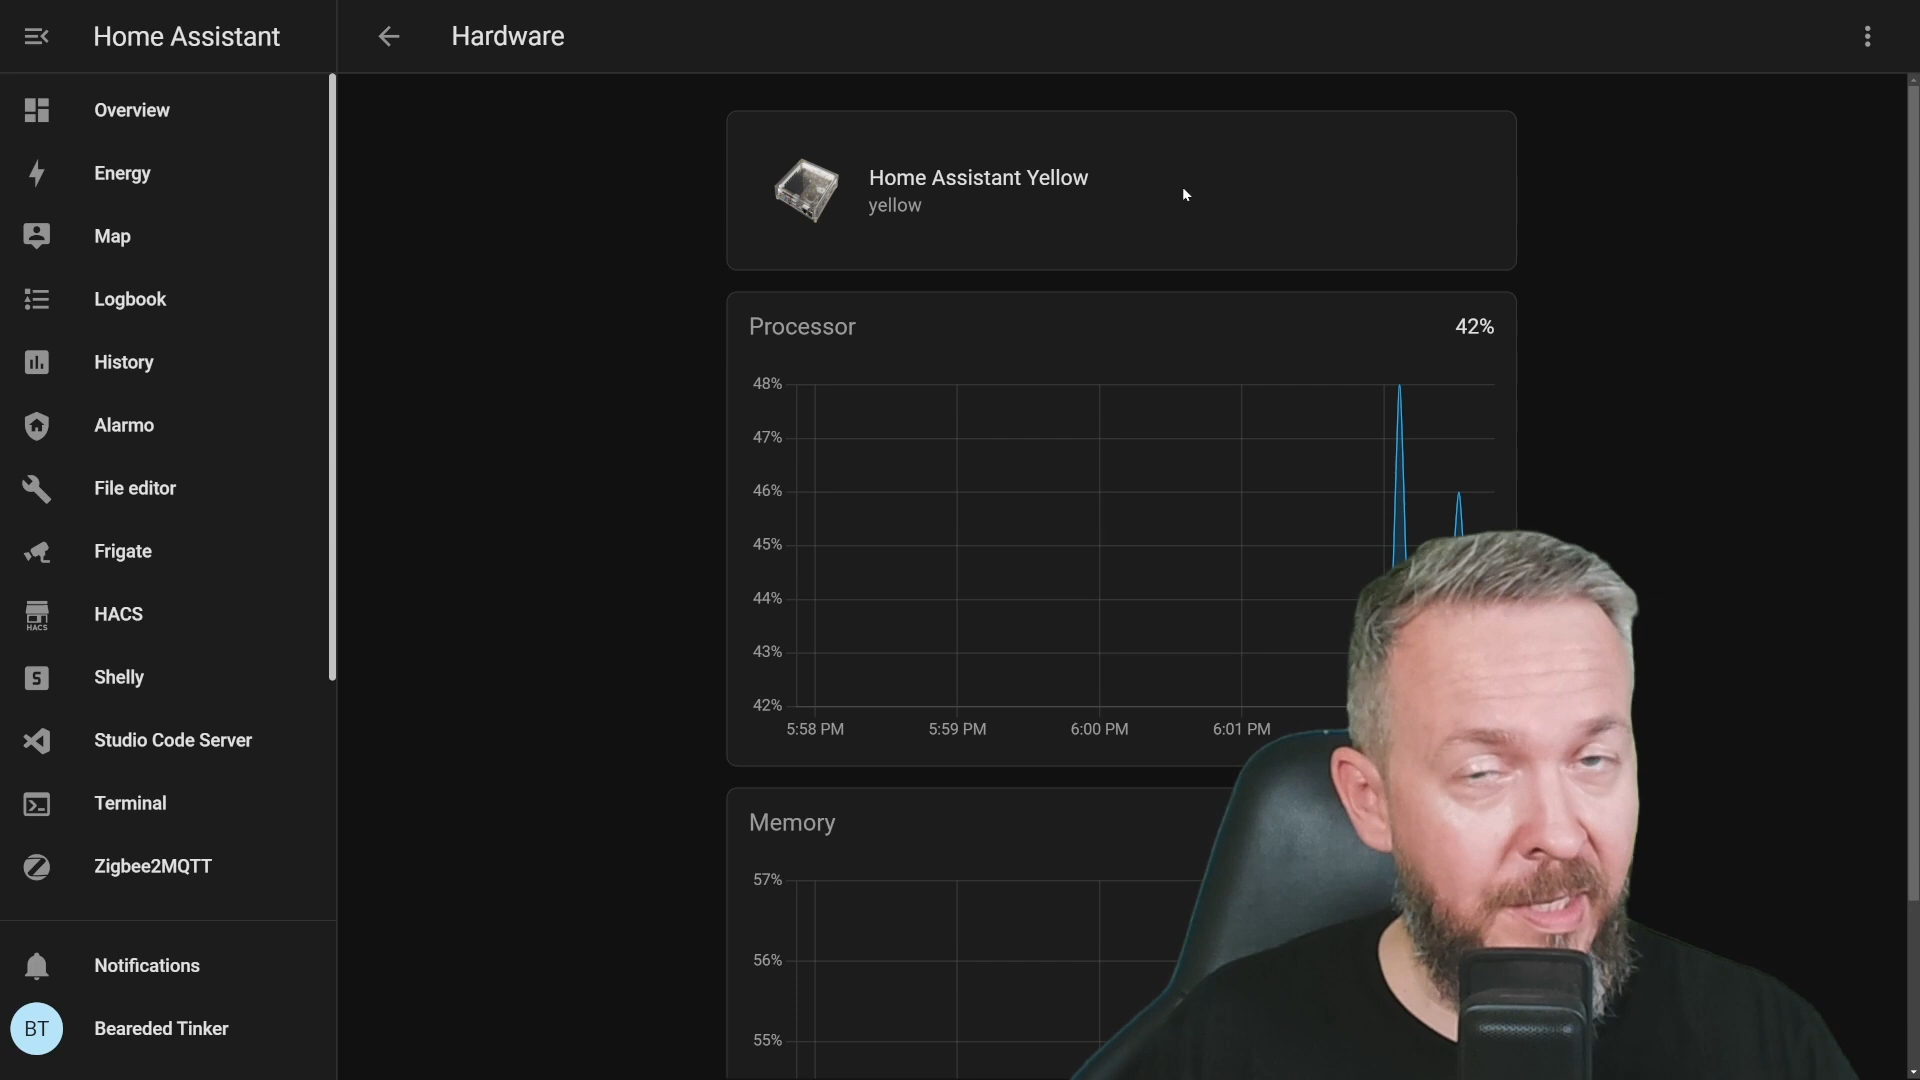 Home Assistant
Hardware
Overview
Energy
Map
Logbook
History
Alarmo
File editor
Frigate
HACS
HACS
Shelly
S
Studio Code Server
Terminal
Zigbee2MQTT
Notifications
BT
Beareded Tinker
Home Assistant Yellow
yellow
Processor
42%
48%
47%
46%
45%
44%
43%
42%
5:58 PM
5:59 PM
6:00 PM
6:01 PM
Memory
57%
56%
55%